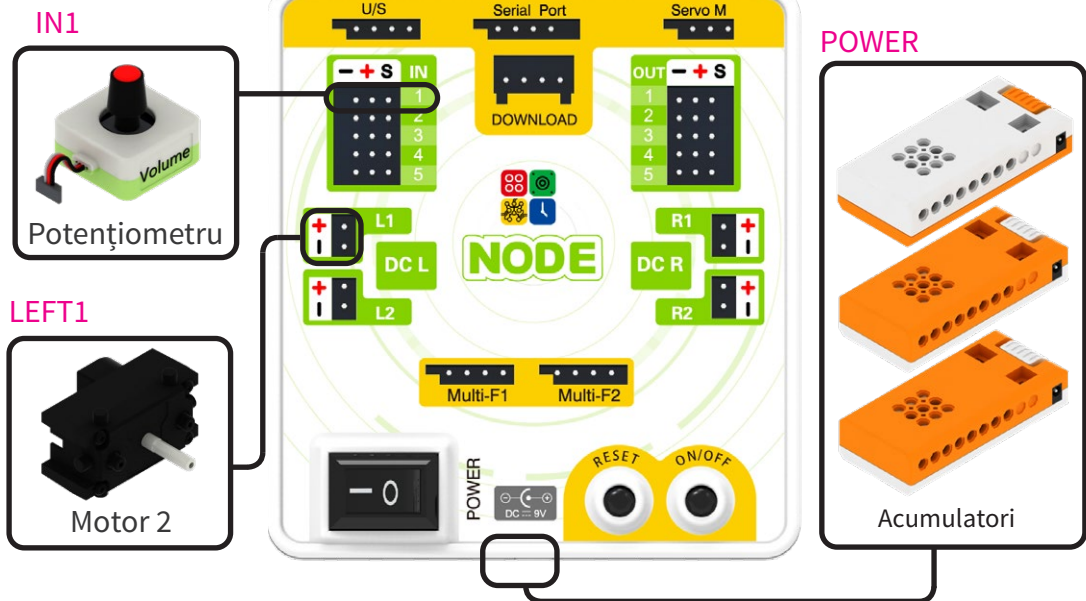 IN1
Volume
Potențiometru
LEFT1
Motor 2
U/S
Serial Port
Servo M
− + S IN
1
2
3
4
5
DOWNLOAD
OUT − + S
1
2
3
4
5
+
−
L1
DC L
+
−
L2
NODE
R1
+
−
DC R
R2
+
−
Multi-F1
Multi-F2
− O
POWER
DC 9V
RESET
ON/OFF
POWER
Acumulatori